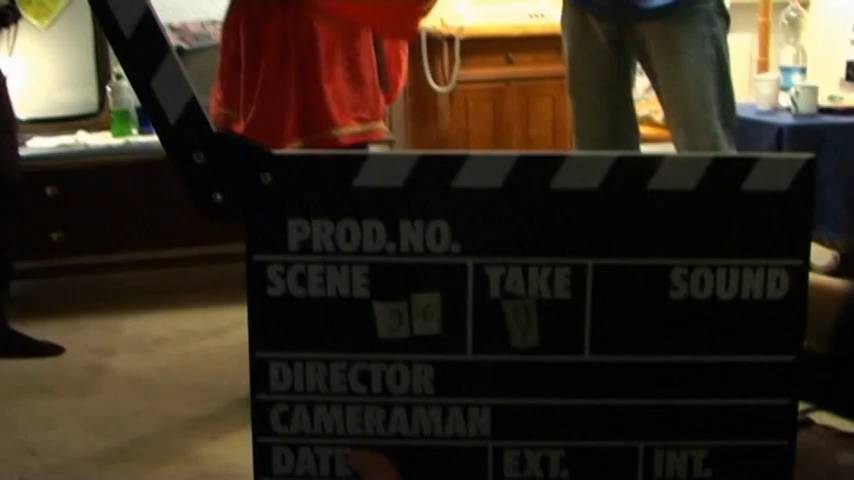 PROD.NO.
SCENE TAKE SOUND
DIRECTOR
CAMERAMAN
DATE EXT. INT.